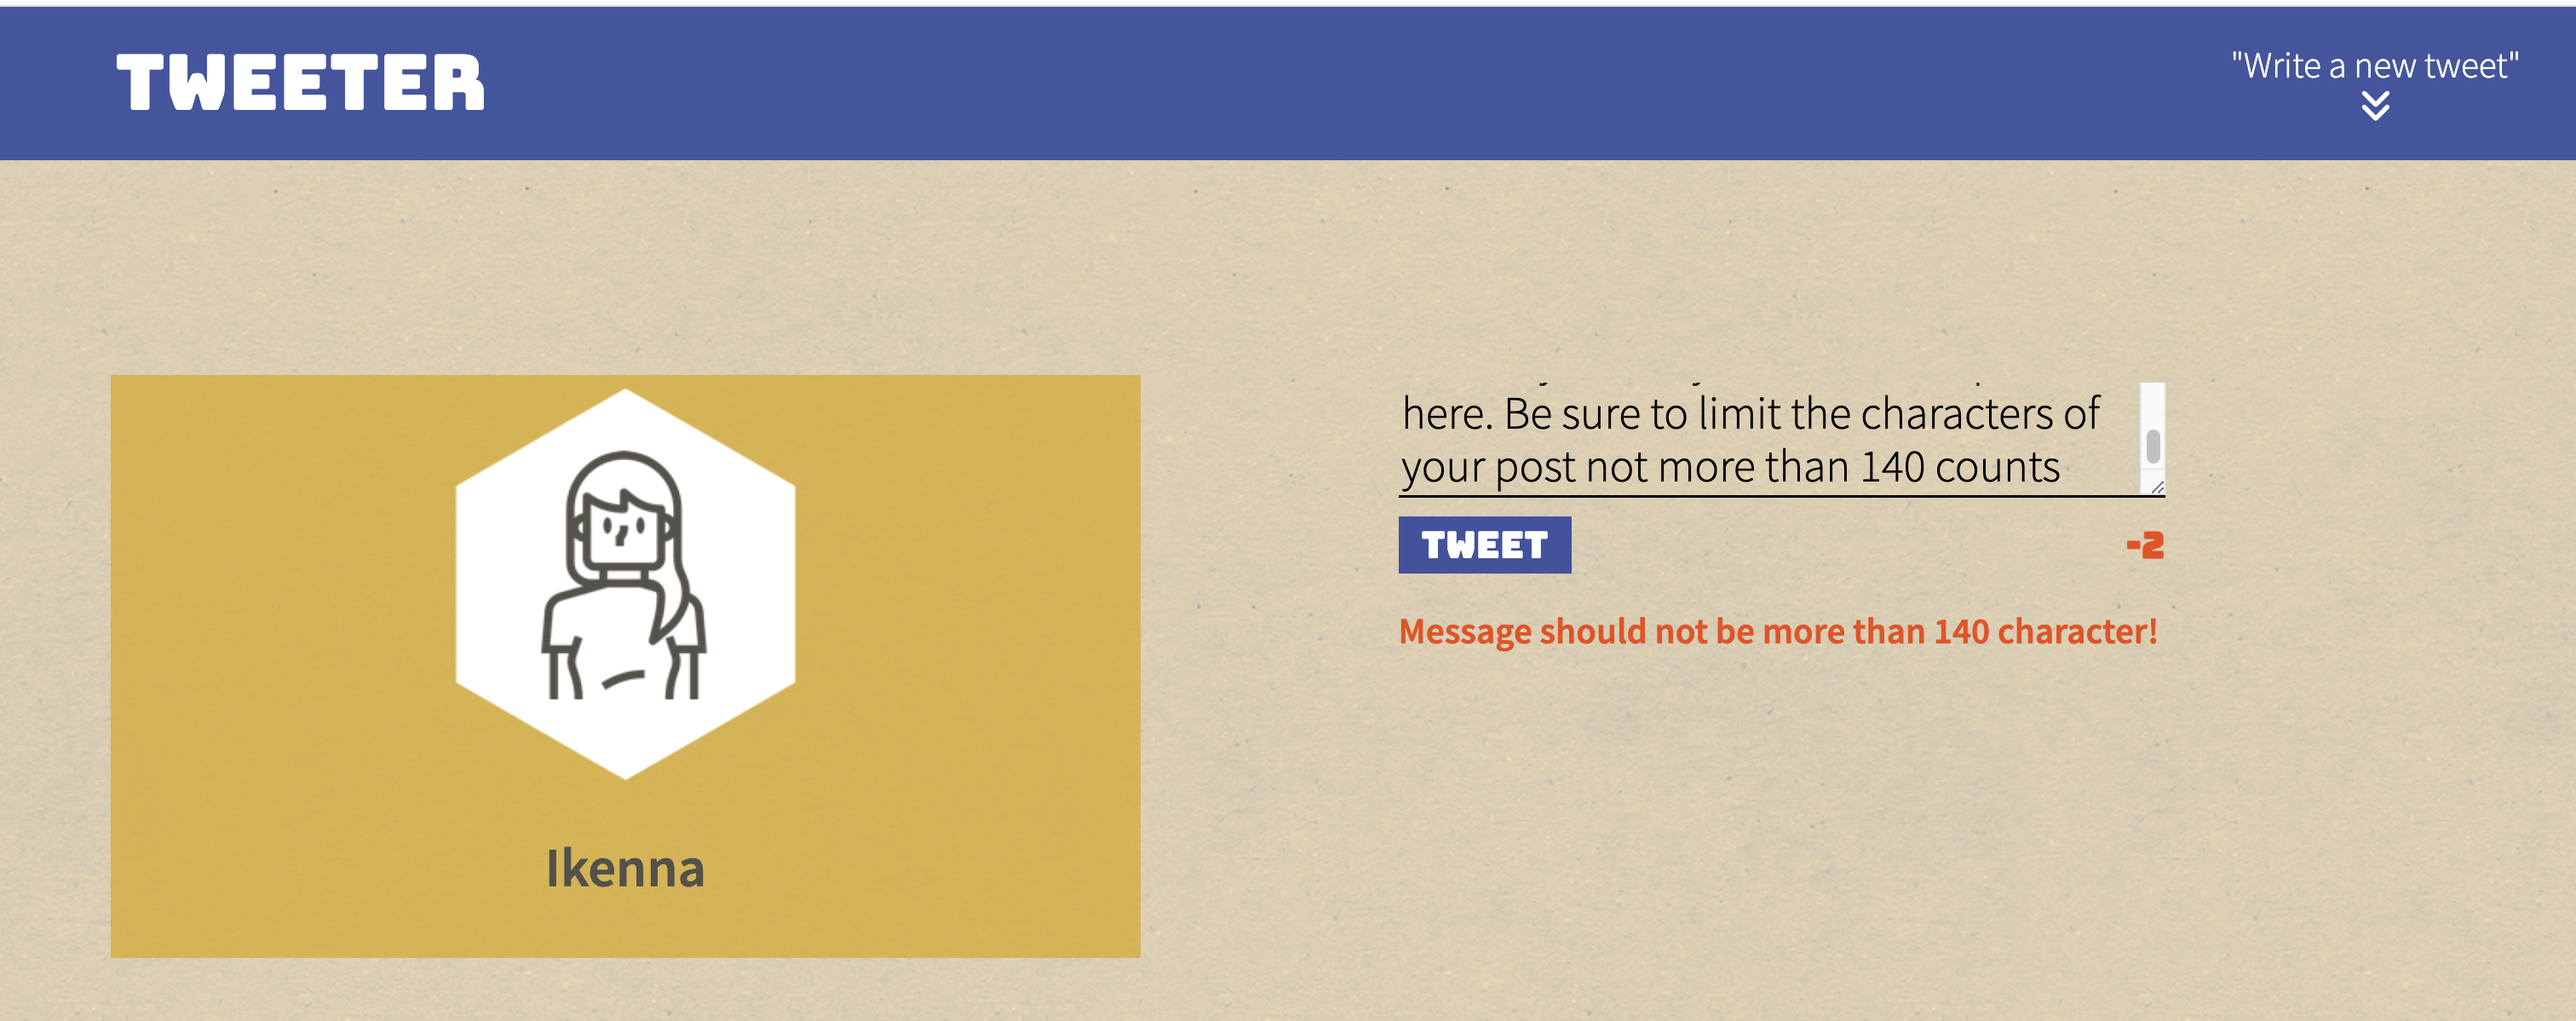 TWEETER
"Write a new tweet"
here. Be sure to limit the characters of
your post not more than 140 counts
TWEET
-2
Message should not be more than 140 character!
Ikenna